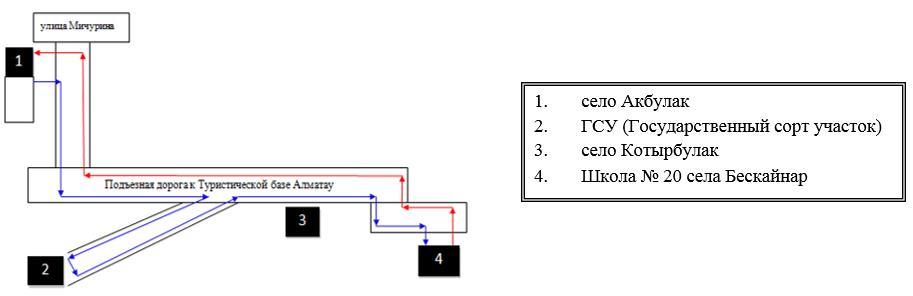 улица Мичурина
1
Подъезная дорога к Туристической базе Алматау
3
2
4
1. село Акбулак
2. ГСУ (Государственный сорт участок)
3. село Котырбулак
4. Школа № 20 села Бескайнар